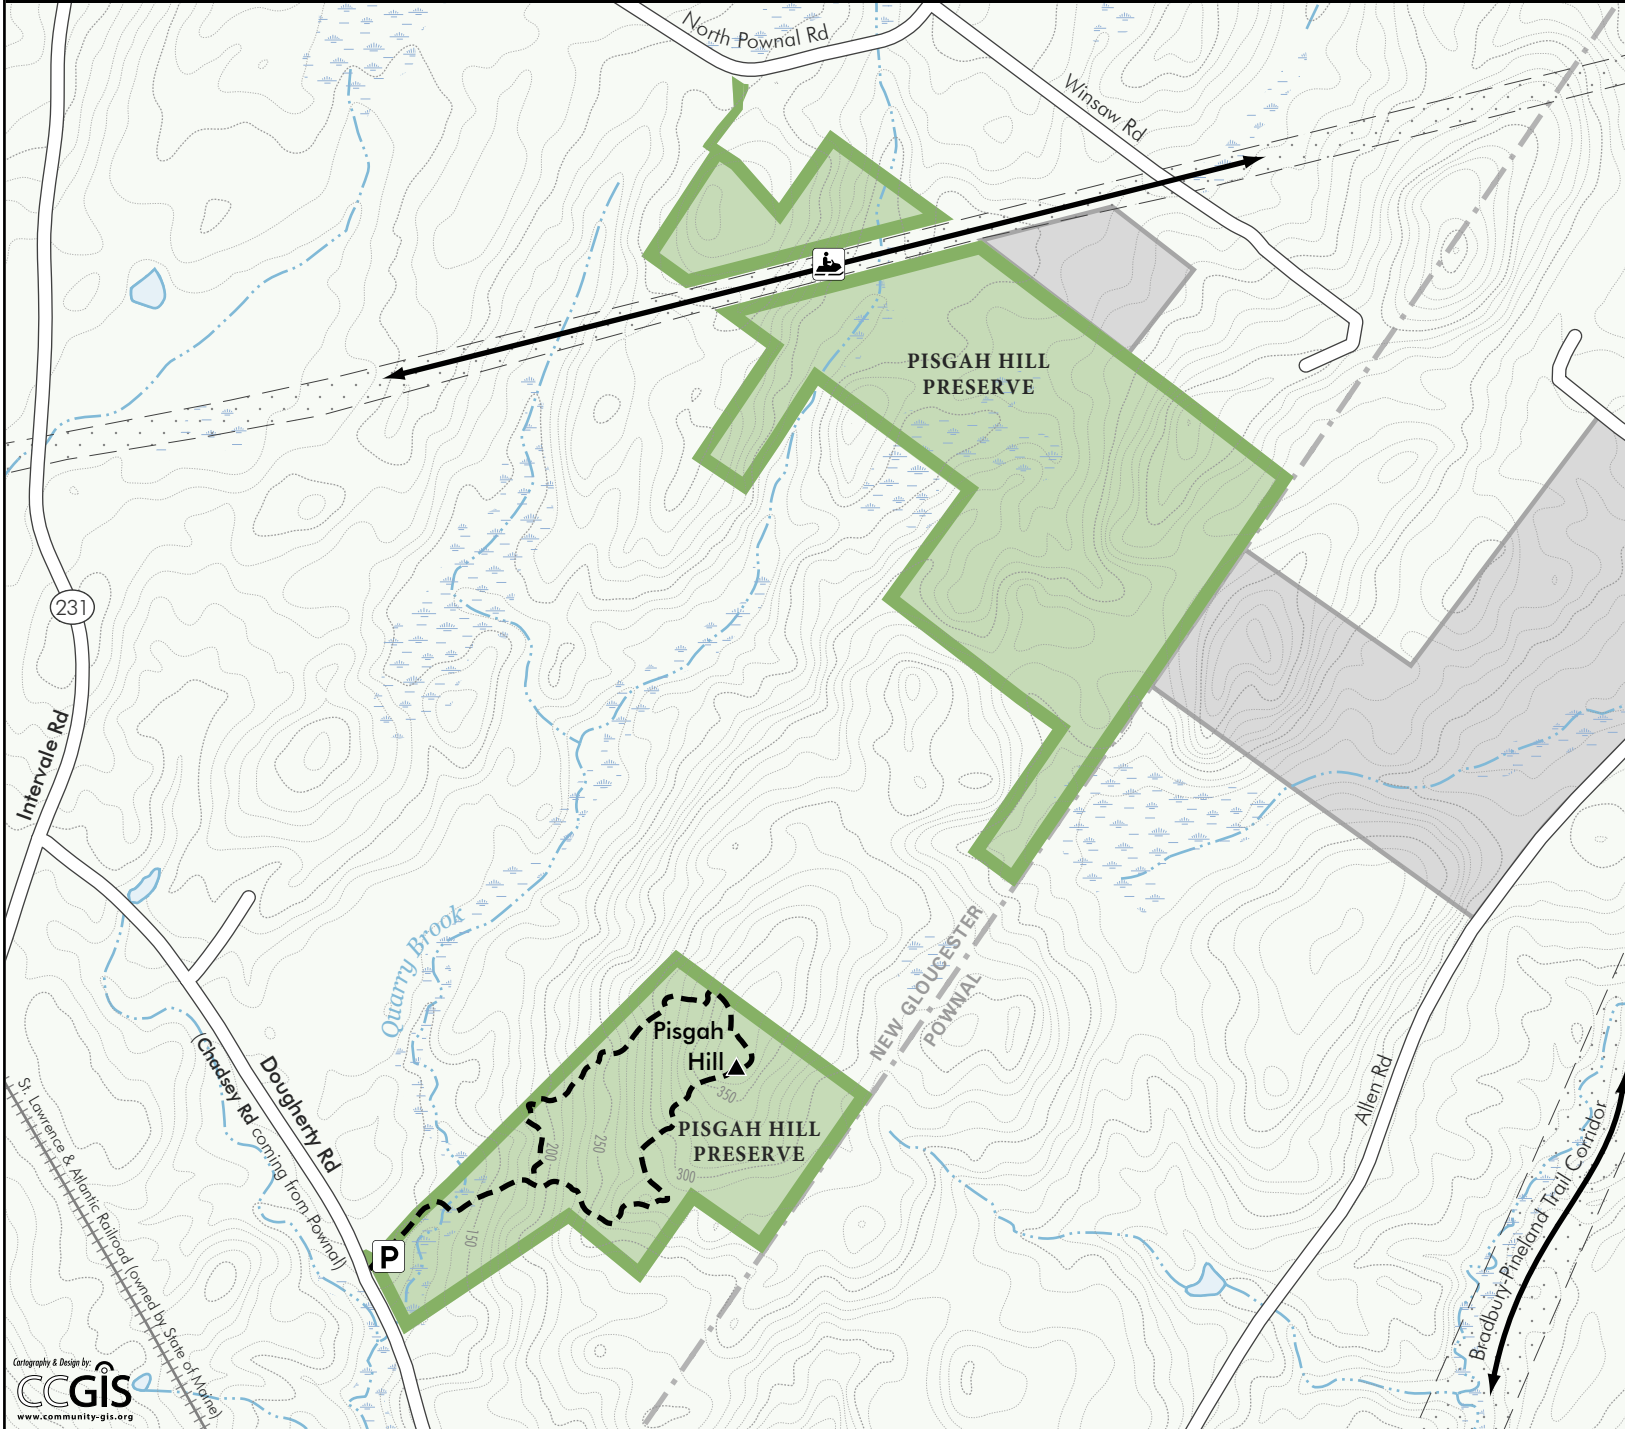 North Pownal Rd
Winsaw Rd
PISGAH HILL
PRESERVE
231
Intervale Rd
Quarry Brook
NEW GLOUCESTER
POWNAL
Pisgah
Hill
350
PISGAH HILL
PRESERVE
200
250
300
150
P
Dougherty Rd
(Chadsey Rd coming from Pownal)
St. Lawrence & Atlantic Railroad (owned by State of Maine)
Allen Rd
Bradbury-Pineland Trail Corridor
Cartography & Design by:
CCGIS
www.community-gis.org